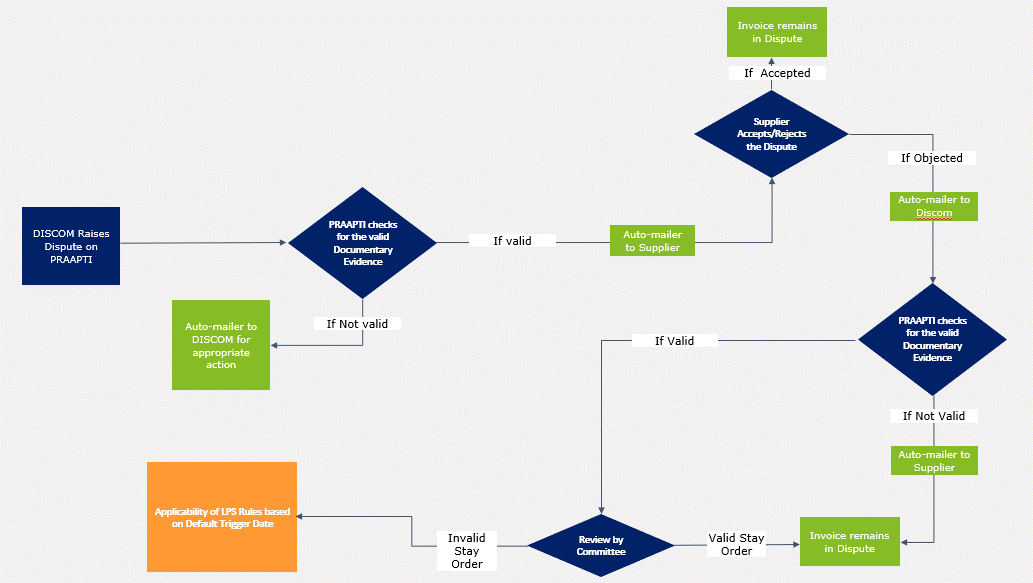 Invoice remains
in Dispute
If  Accepted
Supplier
Accepts/Rejects
the Dispute
If Objected
Auto-mailer to
Discom
DISCOM Raises
Dispute on
PRAAPTI
PRAAPTI checks
for the valid
Documentary
Evidence
If valid
Auto-mailer
to Supplier
If Not valid
Auto-mailer to
DISCOM for
appropriate
action
PRAAPTI checks
for the valid
Documentary
Evidence
If Valid
If Not Valid
Auto-mailer to
Supplier
Applicability of LPS Rules based
on Default Trigger Date
Invalid
Stay
Order
Review by
Committee
Valid Stay
Order
Invoice remains
in Dispute